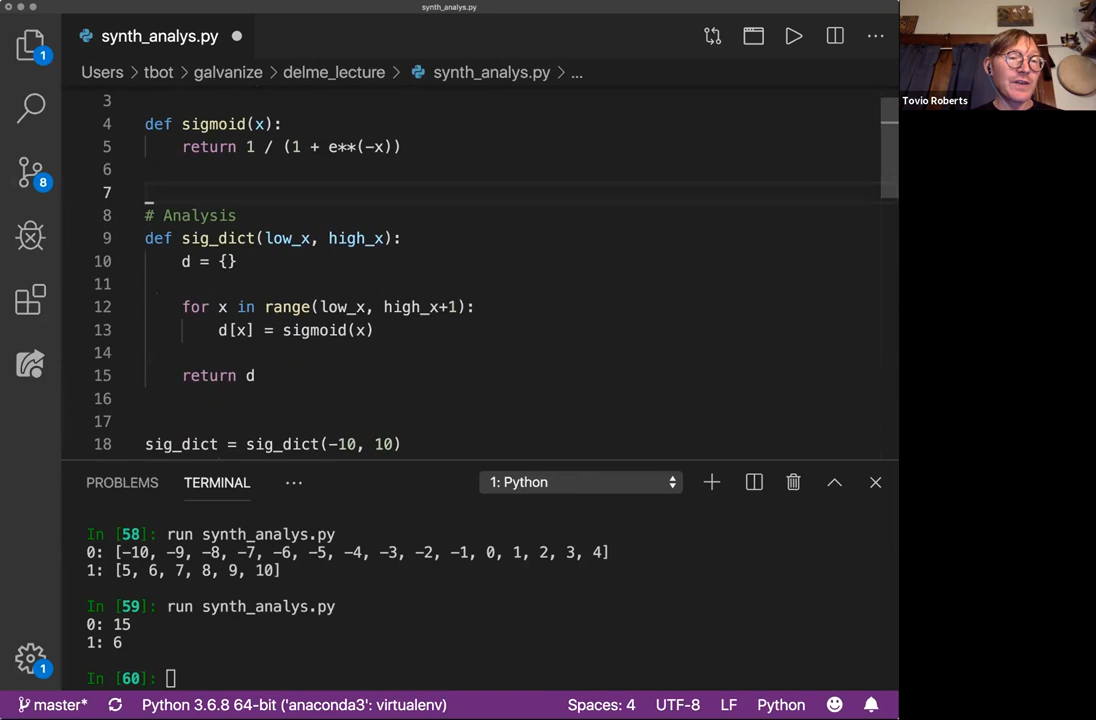 synth_analys.py
synth_analys.py
Tovio Roberts
Users > tbot > galvanize > delme_lecture > synth_analys.py > ...
3
4 def sigmoid(x):
5 return 1 / (1 + e**(-x))
6
7
8 # Analysis
9 def sig_dict(low_x, high_x):
10 d = {}
11
12 for x in range(low_x, high_x+1):
13 d[x] = sigmoid(x)
14
15 return d
16
17
18 sig_dict = sig_dict(-10, 10)
1
8
1
PROBLEMS TERMINAL ... 1: Python
In [58]: run synth_analys.py
0: [-10, -9, -8, -7, -6, -5, -4, -3, -2, -1, 0, 1, 2, 3, 4]
1: [5, 6, 7, 8, 9, 10]
In [59]: run synth_analys.py
0: 15
1: 6
In [60]:
master* Python 3.6.8 64-bit ('anaconda3': virtualenv) Spaces: 4 UTF-8 LF Python